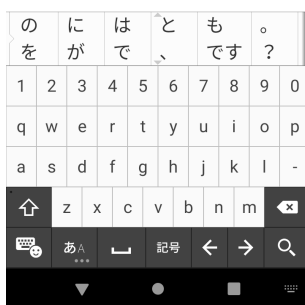 の に は と も 。
を が で 、 です ?
1 2 3 4 5 6 7 8 9 0
q w e r t y u i o p
a s d f g h j k l -
z x c v b n m
あA 記号